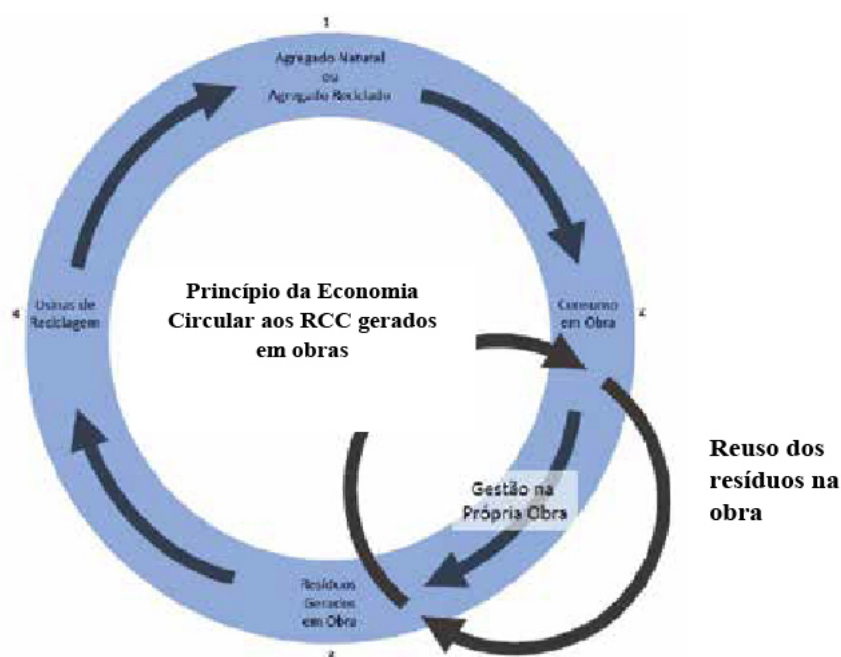 1
Agregado Natural
ou
Agregado Reciclado
Princípio da Economia
Circular aos RCC gerados
em obras
4
Usinas de
Reciclagem
Consumo
em Obra
2
Reuso dos
resíduos na
obra
Gestão na
Própria Obra
Resíduos
Gerados
em Obra
3